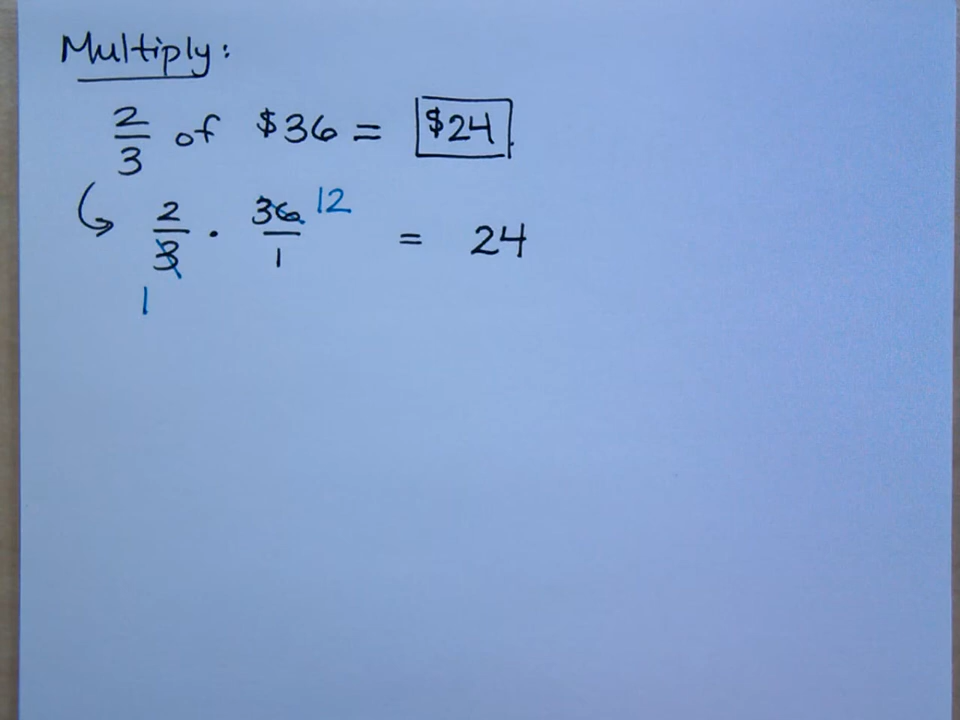 Multiply:
2/3 of $36 = $24.
2/3 · 36/1 12 = 24
1